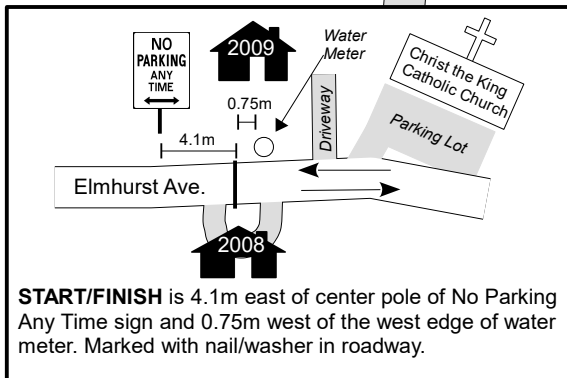 NO
PARKING
ANY
TIME
2009
Water
Meter
Christ the King
Catholic Church
0.75m
4.1m
Driveway
Parking Lot
Elmhurst Ave.
2008
START/FINISH is 4.1m east of center pole of No Parking
Any Time sign and 0.75m west of the west edge of water
meter. Marked with nail/washer in roadway.